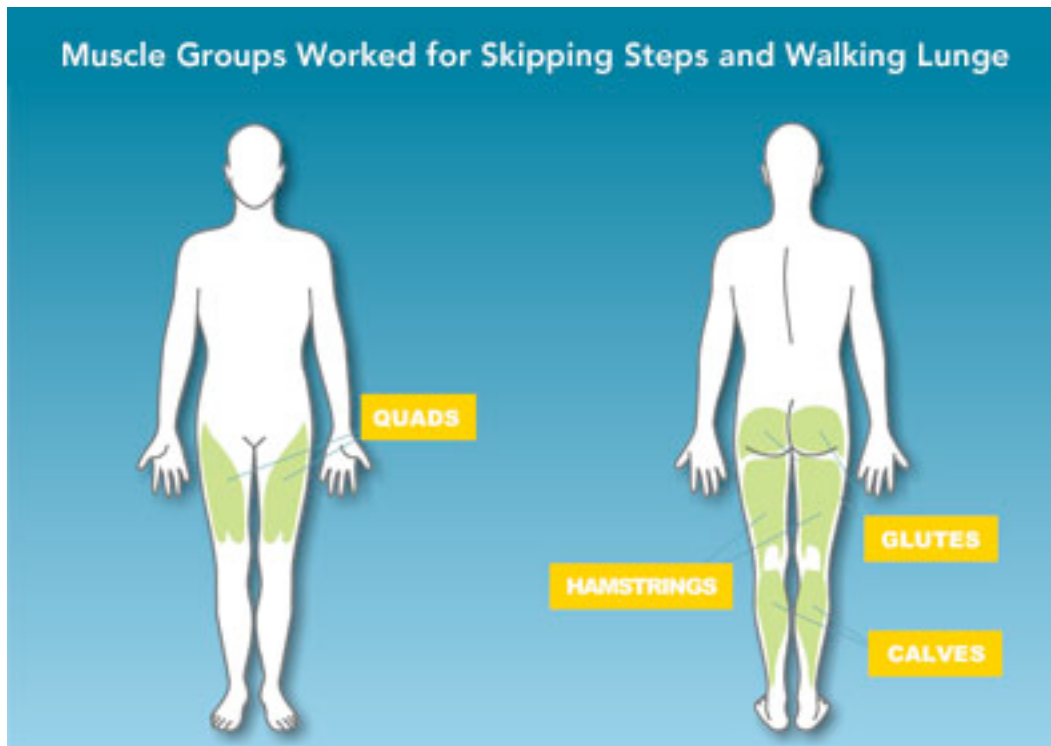 Muscle Groups Worked for Skipping Steps and Walking Lunge
QUADS
GLUTES
HAMSTRINGS
CALVES